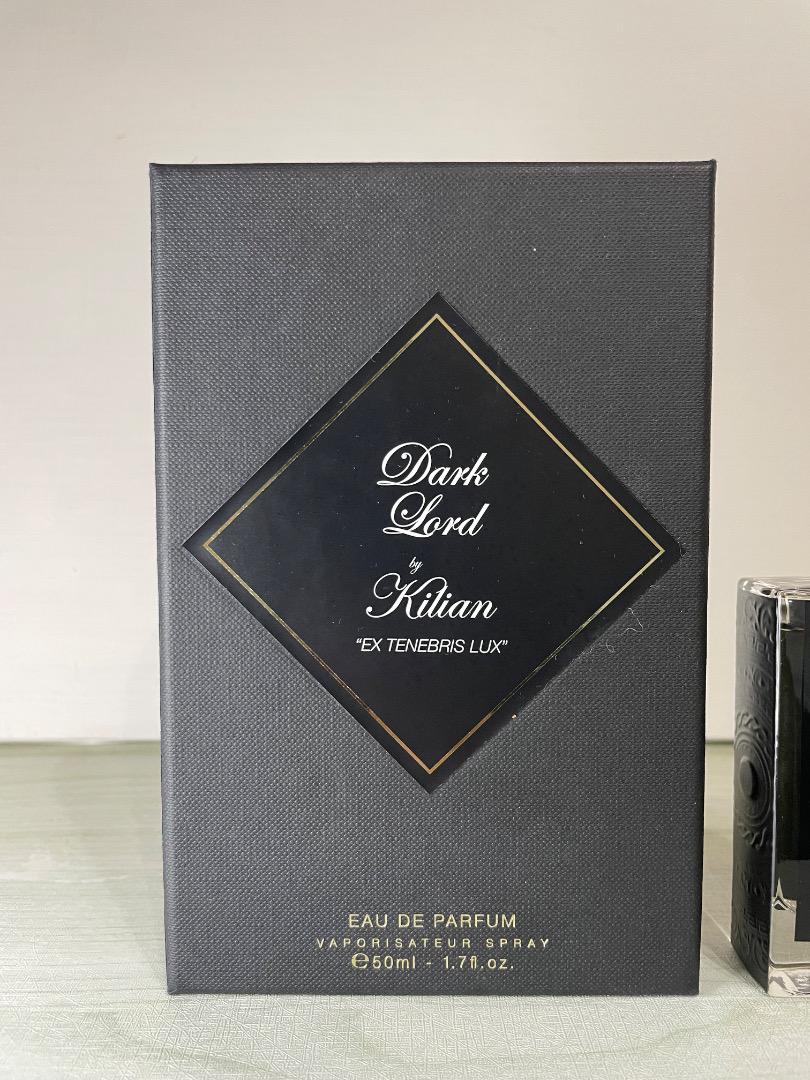 Dark
Lord
by
Kilian
“EX TENEBRIS LUX”
EAU DE PARFUM
VAPORISATEUR SPRAY
℮50ml - 1.7fl.oz.